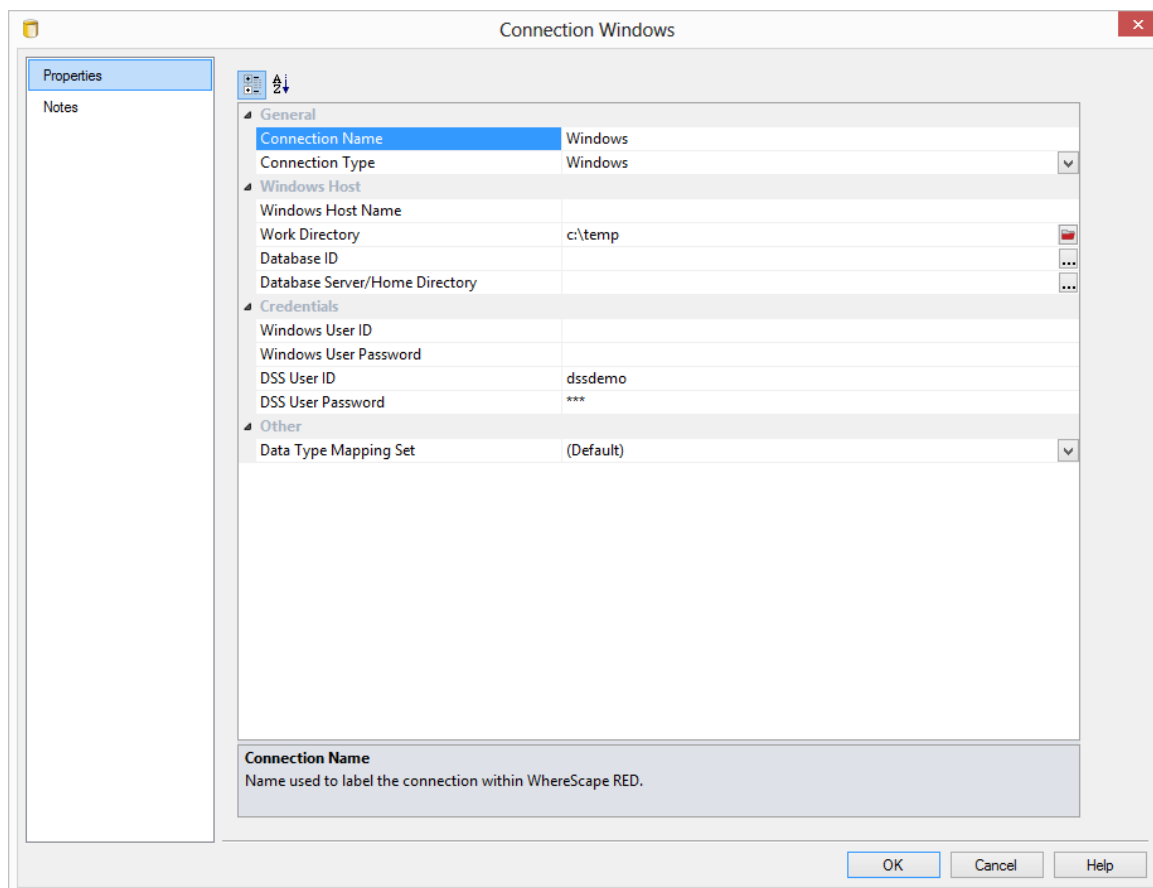 Connection Windows
Properties
Notes
General
Connection Name Windows
Connection Type Windows
Windows Host
Windows Host Name
Work Directory c:\temp
Database ID ...
Database Server/Home Directory ...
Credentials
Windows User ID
Windows User Password
DSS User ID dssdemo
DSS User Password ***
Other
Data Type Mapping Set (Default)
Connection Name
Name used to label the connection within WhereScape RED.
OK Cancel Help